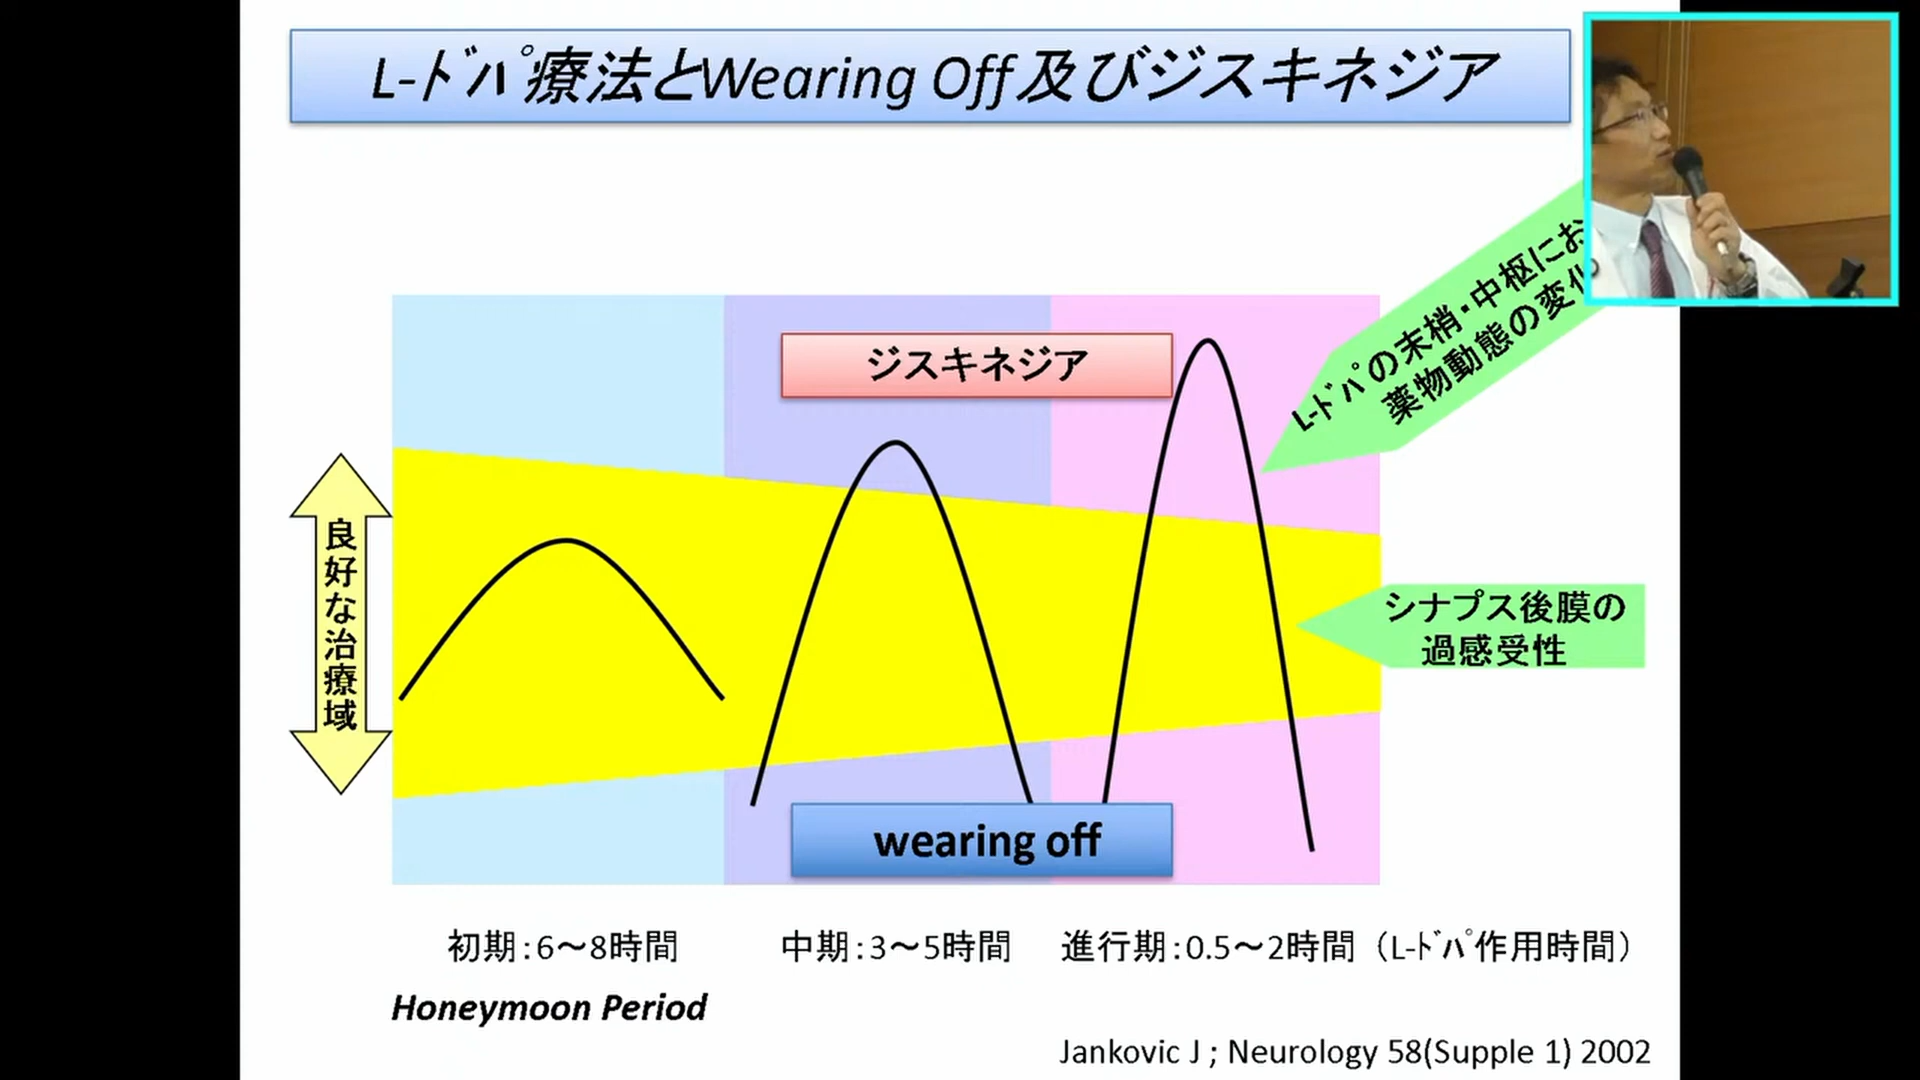 L-ﾄﾞﾊﾟ療法とWearing Off及びジスキネジア
L-ﾄﾞﾊﾟの末梢・中枢にお
薬物動態の変化
ジスキネジア
良好な治療域
シナプス後膜の
過感受性
wearing off
初期：6～8時間
中期：3～5時間
進行期：0.5～2時間（L-ﾄﾞﾊﾟ作用時間）
Honeymoon Period
Jankovic J ; Neurology 58(Supple 1) 2002